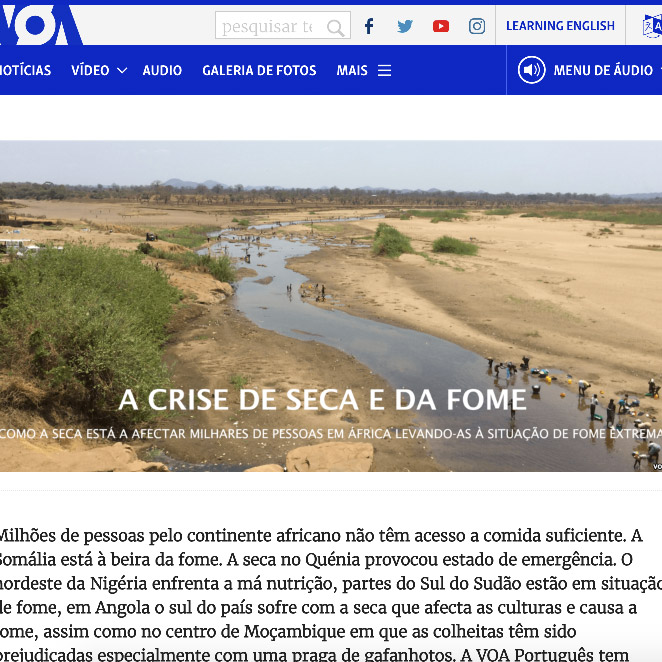 VOA
pesquisar te
LEARNING ENGLISH
NOTÍCIAS VÍDEO AUDIO GALERIA DE FOTOS MAIS MENU DE ÁUDIO
A CRISE DE SECA E DA FOME
COMO A SECA ESTÁ A AFECTAR MILHARES DE PESSOAS EM ÁFRICA LEVANDO-AS À SITUAÇÃO DE FOME EXTREMA
Milhões de pessoas pelo continente africano não têm acesso a comida suficiente. A
Somália está à beira da fome. A seca no Quénia provocou estado de emergência. O
nordeste da Nigéria enfrenta a má nutrição, partes do Sul do Sudão estão em situação
de fome, em Angola o sul do país sofre com a seca que afecta as culturas e causa a
fome, assim como no centro de Moçambique em que as colheitas têm sido
prejudicadas especialmente com uma praga de gafanhotos. A VOA Português tem